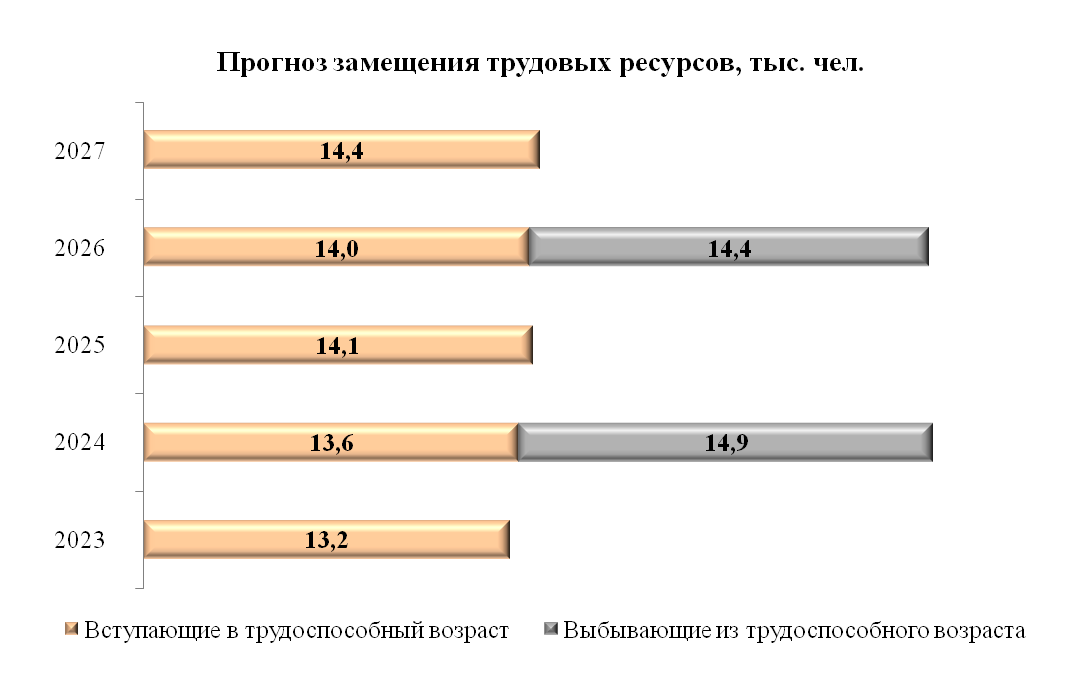 Прогноз замещения трудовых ресурсов, тыс. чел.
2027 14,4
2026 14,0 14,4
2025 14,1
2024 13,6 14,9
2023 13,2
Вступающие в трудоспособный возраст Выбывающие из трудоспособного возраста